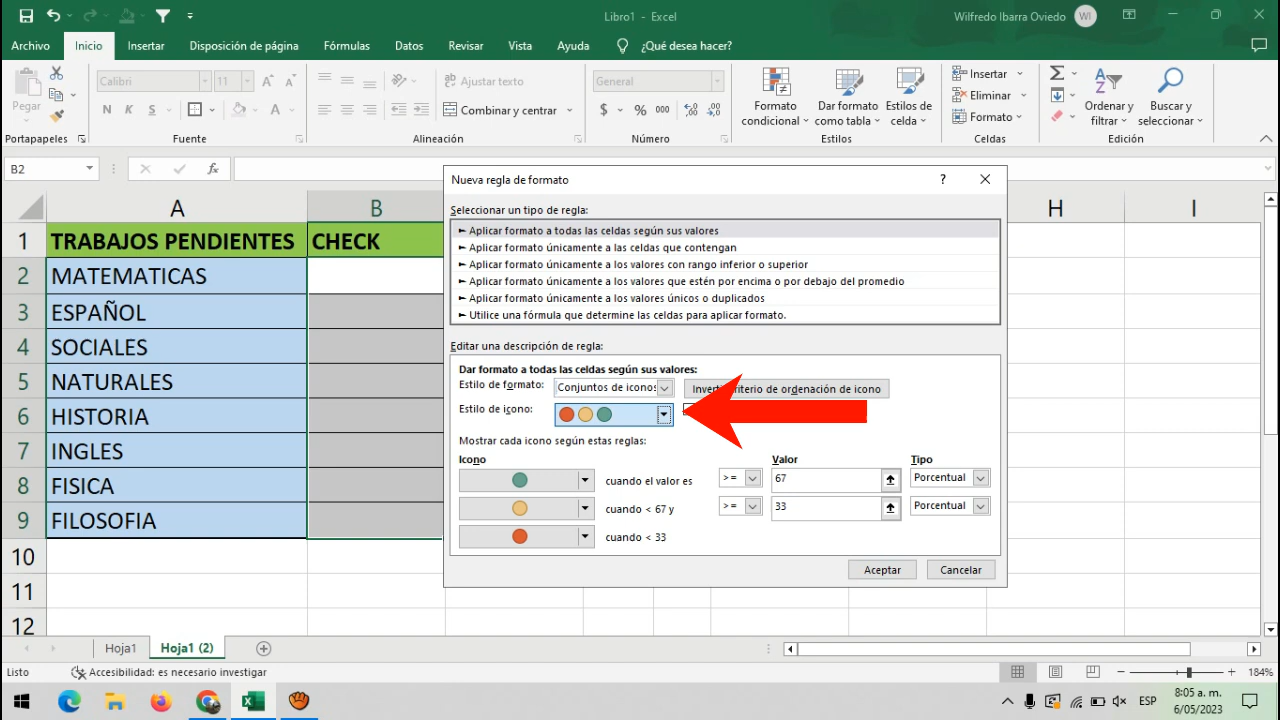 Libro1 - Excel
Wilfredo Ibarra Oviedo
WI
Archivo Inicio Insertar Disposición de página Fórmulas Datos Revisar Vista Ayuda ¿Qué desea hacer?
Pegar
Calibri 11
N K S A
Ajustar texto
Combinar y centrar
General
$ % 000
Formato condicional
Dar formato como tabla
Estilos de celda
Insertar
Eliminar
Formato
Ordenar y filtrar
Buscar y seleccionar
Portapapeles Fuente Alineación Número Estilos Celdas Edición
B2
fx
A B H I
1 TRABAJOS PENDIENTES CHECK
2 MATEMATICAS
3 ESPAÑOL
4 SOCIALES
5 NATURALES
6 HISTORIA
7 INGLES
8 FISICA
9 FILOSOFIA
10
11
12
Nueva regla de formato
?
Seleccionar un tipo de regla:
► Aplicar formato a todas las celdas según sus valores
► Aplicar formato únicamente a las celdas que contengan
► Aplicar formato únicamente a los valores con rango inferior o superior
► Aplicar formato únicamente a los valores que estén por encima o por debajo del promedio
► Aplicar formato únicamente a los valores únicos o duplicados
► Utilice una fórmula que determine las celdas para aplicar formato.
Editar una descripción de regla:
Dar formato a todas las celdas según sus valores:
Estilo de formato: Conjuntos de iconos
de ordenación de icono
Estilo de icono:
Mostrar cada icono según estas reglas:
Icono Valor Tipo
cuando el valor es >= 67 Porcentual
cuando < 67 y >= 33 Porcentual
cuando < 33
Aceptar Cancelar
Hoja1 Hoja1 (2)
Listo
Accesibilidad: es necesario investigar
184%
ESP
8:05 a. m.
6/05/2023